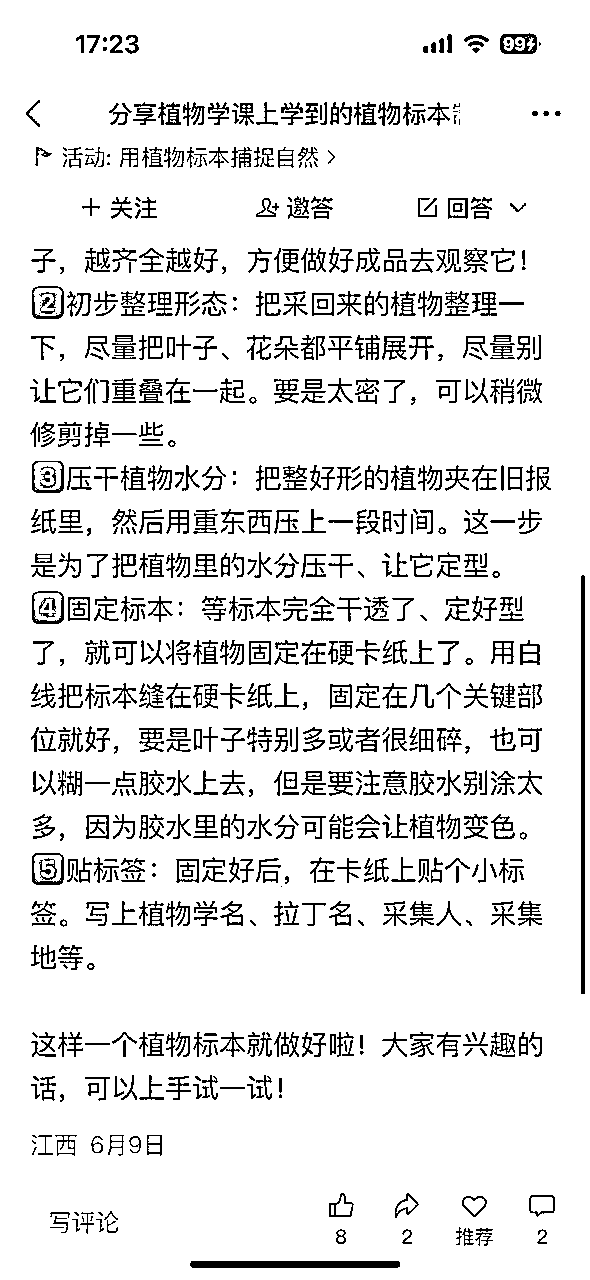 17:23
99
分享植物学课上学到的植物标本
活动: 用植物标本捕捉自然
关注
邀答
回答
子，越齐全越好，方便做好成品去观察它！
2初步整理形态：把采回来的植物整理一
下，尽量把叶子、花朵都平铺展开，尽量别
让它们重叠在一起。要是太密了，可以稍微
修剪掉一些。
3压干植物水分：把整好形的植物夹在旧报
纸里，然后用重东西压上一段时间。这一步
是为了把植物里的水分压干、让它定型。
4固定标本：等标本完全干透了、定好型
了，就可以将植物固定在硬卡纸上了。用白
线把标本缝在硬卡纸上，固定在几个关键部
位就好，要是叶子特别多或者很细碎，也可
以糊一点胶水上去，但是要注意胶水别涂太
多，因为胶水里的水分可能会让植物变色。
5贴标签：固定好后，在卡纸上贴个小标
签。写上植物学名、拉丁名、采集人、采集
地等。
这样一个植物标本就做好啦！大家有兴趣的
话，可以上手试一试！
江西 6月9日
写评论
8
2
推荐
2